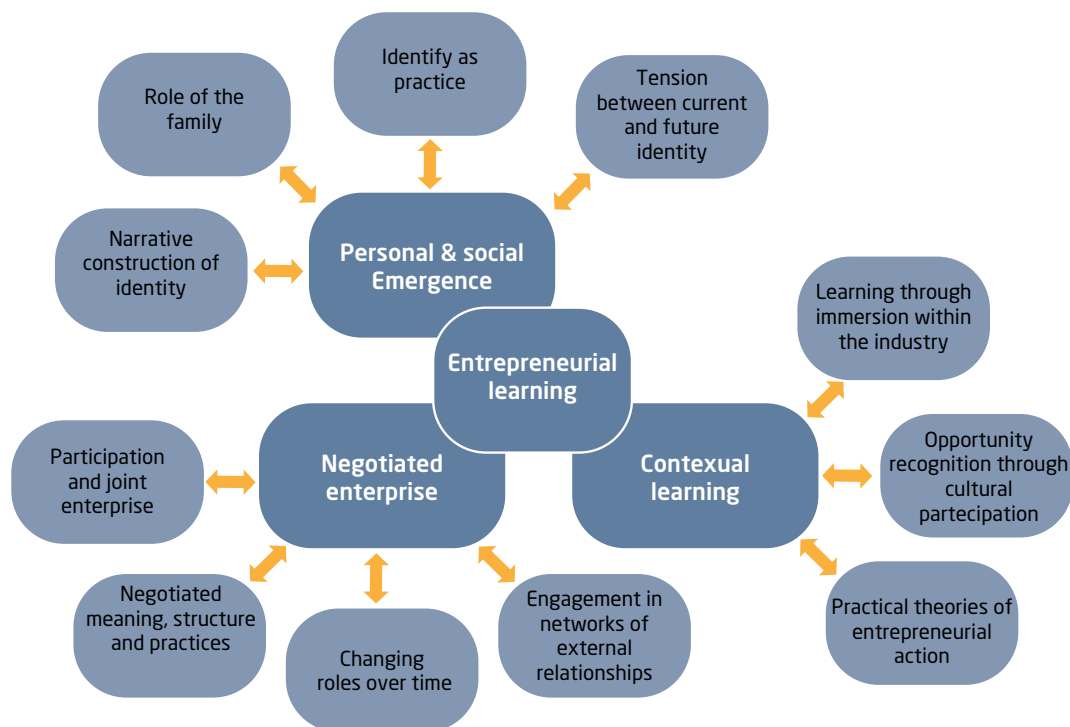 Identify as
practice
Tension
between current
and future
identity
Role of the
family
Narrative
construction of
identity
Personal & social
Emergence
Learning through
immersion within
the industry
Entrepreneurial
learning
Participation
and joint
enterprise
Negotiated
enterprise
Contexual
learning
Opportunity
recognition through
cultural
partecipation
Negotiated
meaning, structure
and practices
Changing
roles over time
Engagement in
networks of
external
relationships
Practical theories of
entrepreneurial
action